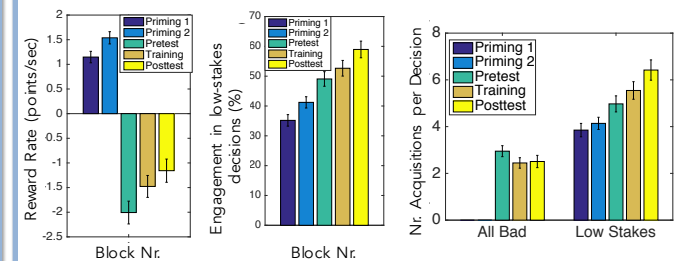 Reward Rate (points/sec)
2
1.5
1
0.5
0
-0.5
-1
-1.5
-2
-2.5
Priming 1
Priming 2
Pretest
Training
Posttest
Block Nr.
Engagement in low-stakes
decisions (%)
70
60
50
40
30
20
10
0
Priming 1
Priming 2
Pretest
Training
Posttest
Block Nr.
Nr. Acquisitions per Decision
8
6
4
2
0
Priming 1
Priming 2
Pretest
Training
Posttest
All Bad
Low Stakes